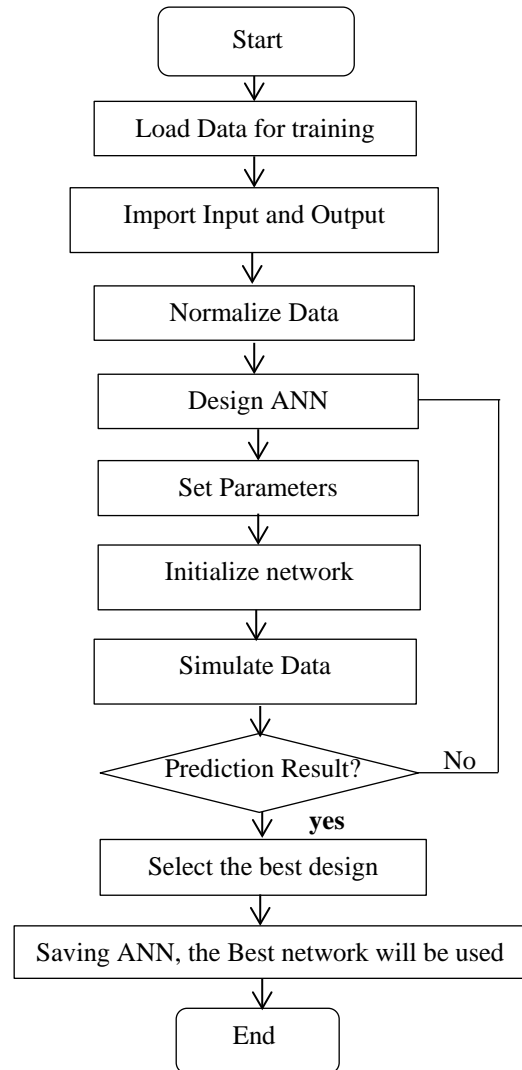 Start
Load Data for training
Import Input and Output
Normalize Data
Design ANN
Set Parameters
Initialize network
Simulate Data
Prediction Result?
No
yes
Select the best design
Saving ANN, the Best network will be used
End